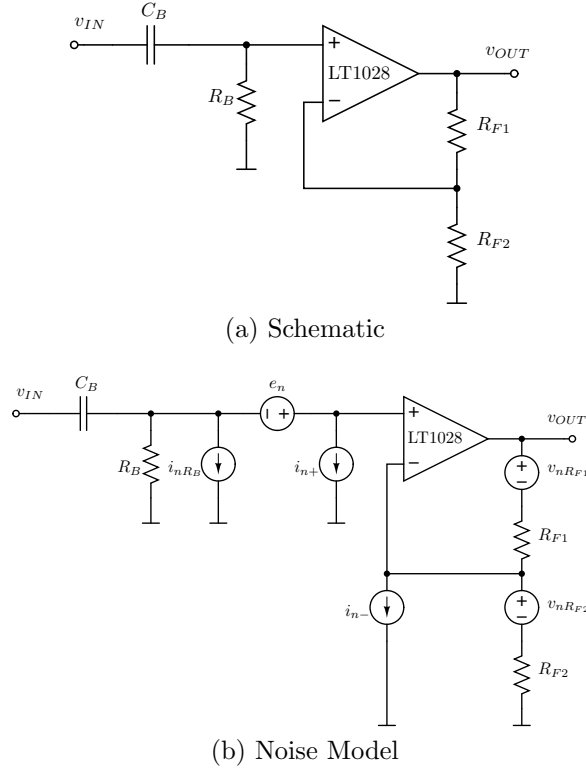 v_IN
C_B
+
LT1028
v_OUT
R_B
−
R_F1
R_F2
(a) Schematic
v_IN
C_B
e_n
− +
+
LT1028
v_OUT
R_B
i_nR_B
i_n+
−
+
−
v_nR_F1
R_F1
i_n−
+
−
v_nR_F2
R_F2
(b) Noise Model